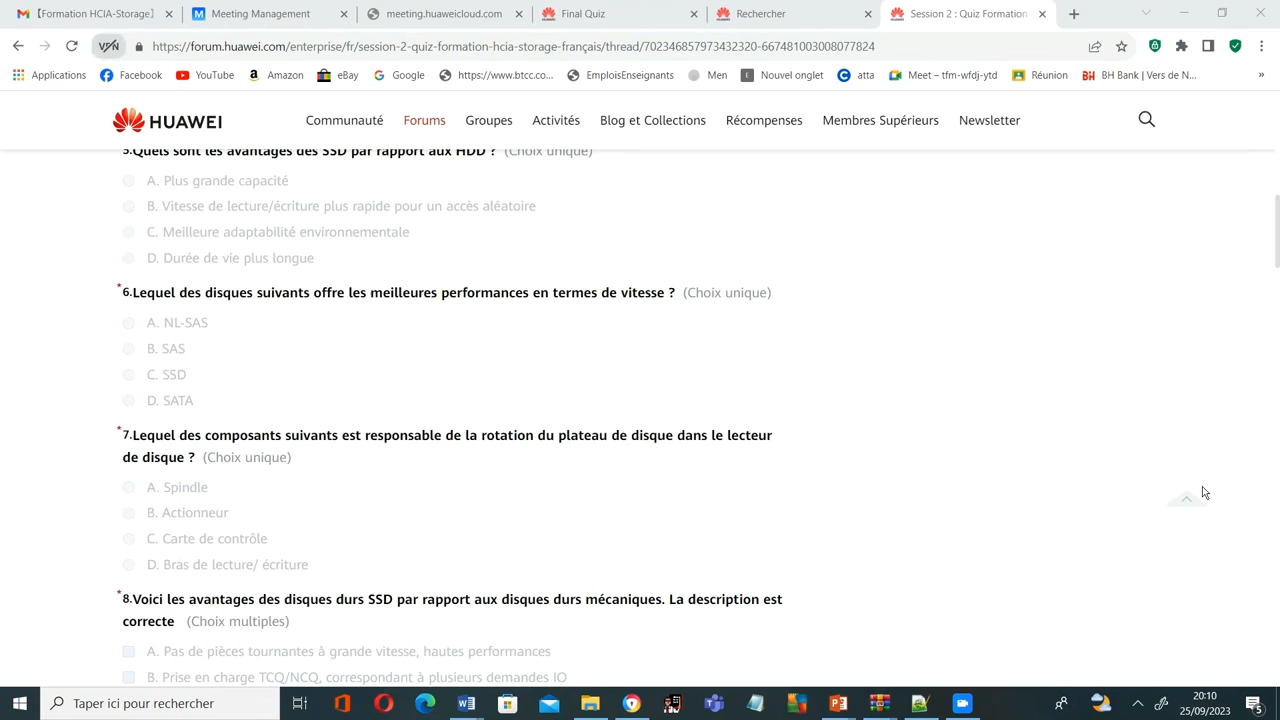 [Formation HCIA-Storage]
Meeting Management
meeting.huaweicloud.com
Final Quiz
Rechercher
Session 2 : Quiz Formation
VPN
https://forum.huawei.com/enterprise/fr/session-2-quiz-formation-hcia-storage-français/thread/702346857973432320-667481003008077824
Applications
Facebook
YouTube
Amazon
eBay
Google
https://www.btcc.co...
EmploisEnseignants
Men
Nouvel onglet
atta
Meet – tfm-wfdj-ytd
Réunion
BH Bank | Vers de N...
»
HUAWEI
Communauté
Forums
Groupes
Activités
Blog et Collections
Récompenses
Membres Supérieurs
Newsletter
5.Quels sont les avantages des SSD par rapport aux HDD ? (Choix unique)
A. Plus grande capacité
B. Vitesse de lecture/écriture plus rapide pour un accès aléatoire
C. Meilleure adaptabilité environnementale
D. Durée de vie plus longue
*6.Lequel des disques suivants offre les meilleures performances en termes de vitesse ? (Choix unique)
A. NL-SAS
B. SAS
C. SSD
D. SATA
*7.Lequel des composants suivants est responsable de la rotation du plateau de disque dans le lecteur
de disque ? (Choix unique)
A. Spindle
B. Actionneur
C. Carte de contrôle
D. Bras de lecture/ écriture
*8.Voici les avantages des disques durs SSD par rapport aux disques durs mécaniques. La description est
correcte (Choix multiples)
A. Pas de pièces tournantes à grande vitesse, hautes performances
B. Prise en charge TCQ/NCQ, correspondant à plusieurs demandes IO
Taper ici pour rechercher
20:10
25/09/2023
5